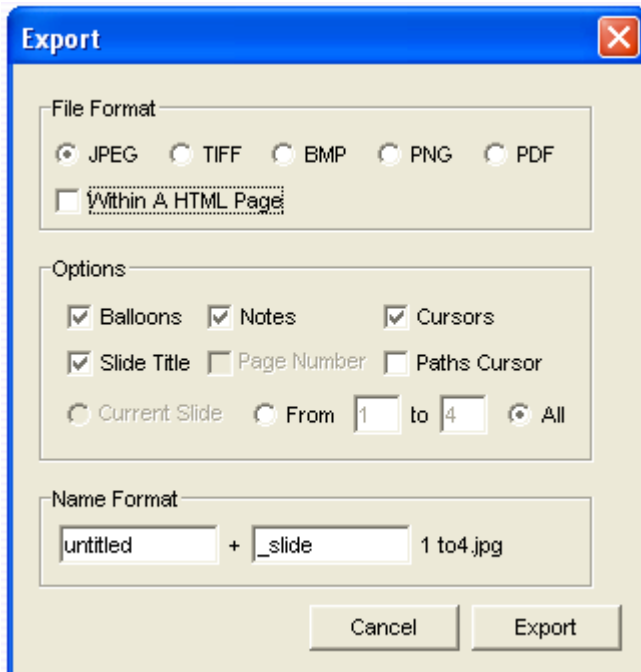 Export
File Format
JPEG TIFF BMP PNG PDF
Within A HTML Page
Options
Balloons Notes Cursors
Slide Title Page Number Paths Cursor
Current Slide From 1 to 4 All
Name Format
untitled + _slide 1 to4.jpg
Cancel Export